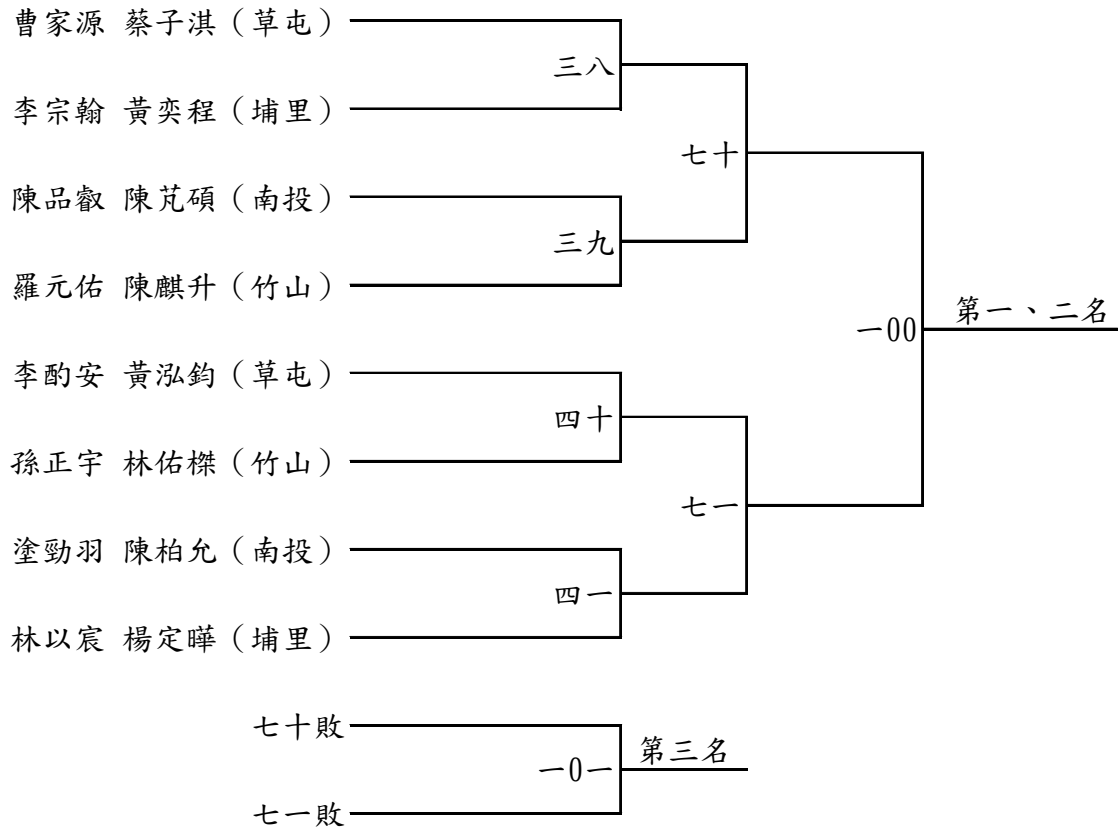 曹家源 蔡子淇（草屯）
三八
李宗翰 黃奕程（埔里）
七十
陳品叡 陳芃碩（南投）
三九
羅元佑 陳麒升（竹山）
一00
第一、二名
李酌安 黃泓鈞（草屯）
四十
孫正宇 林佑榤（竹山）
七一
塗勁羽 陳柏允（南投）
四一
林以宸 楊定曄（埔里）
七十敗
一0一
第三名
七一敗